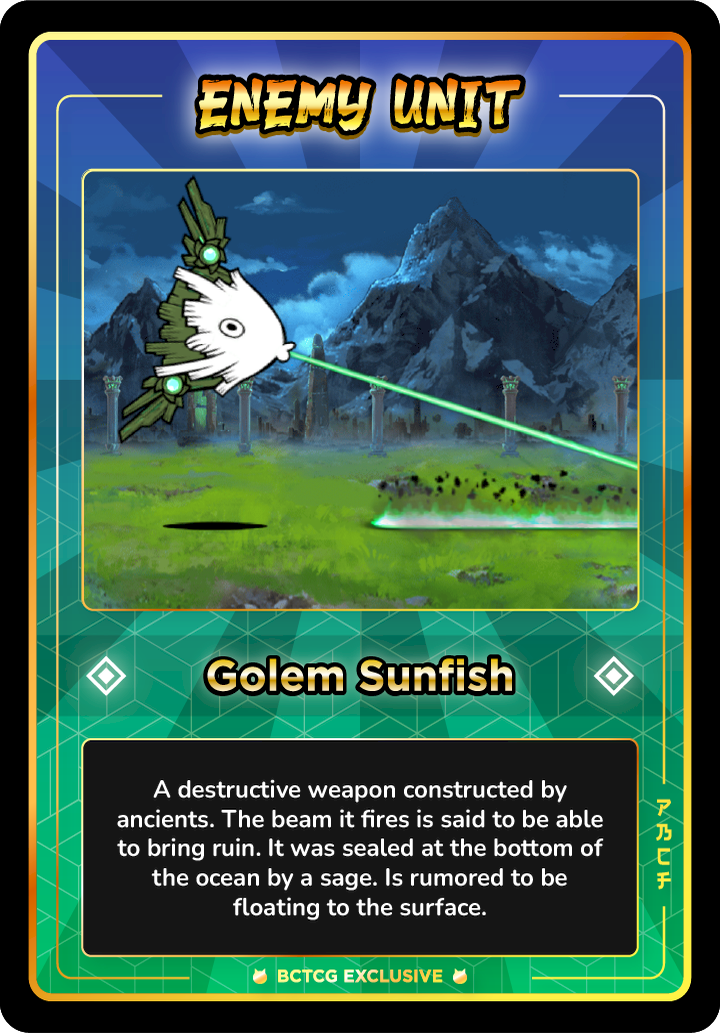 ENEMY UNIT
Golem Sunfish
A destructive weapon constructed by
ancients. The beam it fires is said to be able
to bring ruin. It was sealed at the bottom of
the ocean by a sage. Is rumored to be
floating to the surface.
BCTCG EXCLUSIVE